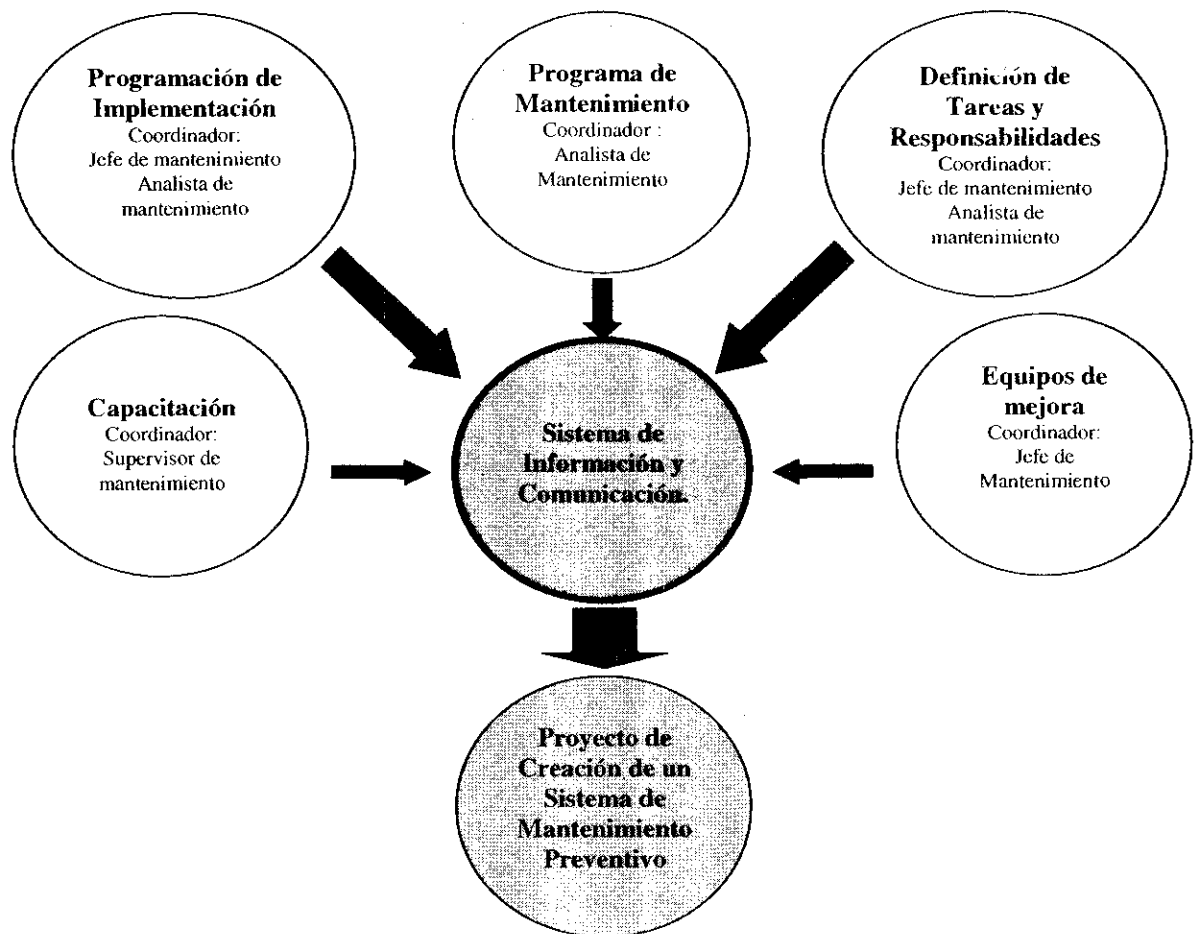 Programación de
Implementación
Coordinador:
Jefe de mantenimiento
Analista de
mantenimiento
Programa de
Mantenimiento
Coordinador :
Analista de
Mantenimiento
Definición de
Tareas y
Responsabilidades
Coordinador:
Jefe de mantenimiento
Analista de
mantenimiento
Capacitación
Coordinador:
Supervisor de
mantenimiento
Sistema de
Información y
Comunicación.
Equipos de
mejora
Coordinador:
Jefe de
Mantenimiento
Proyecto de
Creación de un
Sistema de
Mantenimiento
Preventivo